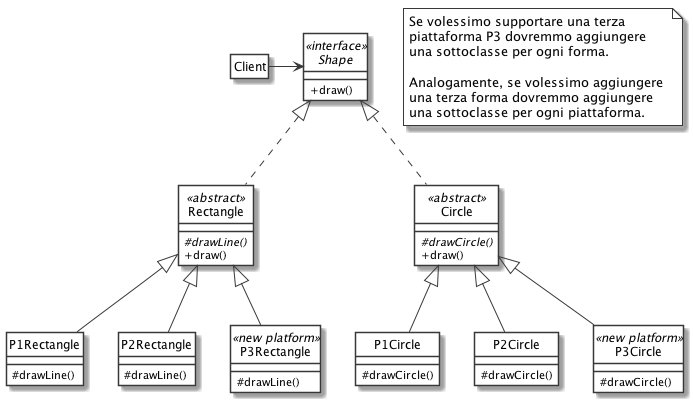 Se volessimo supportare una terza
piattaforma P3 dovremmo aggiungere
una sottoclasse per ogni forma.
Analogamente, se volessimo aggiungere
una terza forma dovremmo aggiungere
una sottoclasse per ogni piattaforma.
«interface»
Shape
+draw()
Client
«abstract»
Rectangle
#drawLine()
+draw()
«abstract»
Circle
#drawCircle()
+draw()
P1Rectangle
#drawLine()
P2Rectangle
#drawLine()
«new platform»
P3Rectangle
#drawLine()
P1Circle
#drawCircle()
P2Circle
#drawCircle()
«new platform»
P3Circle
#drawCircle()